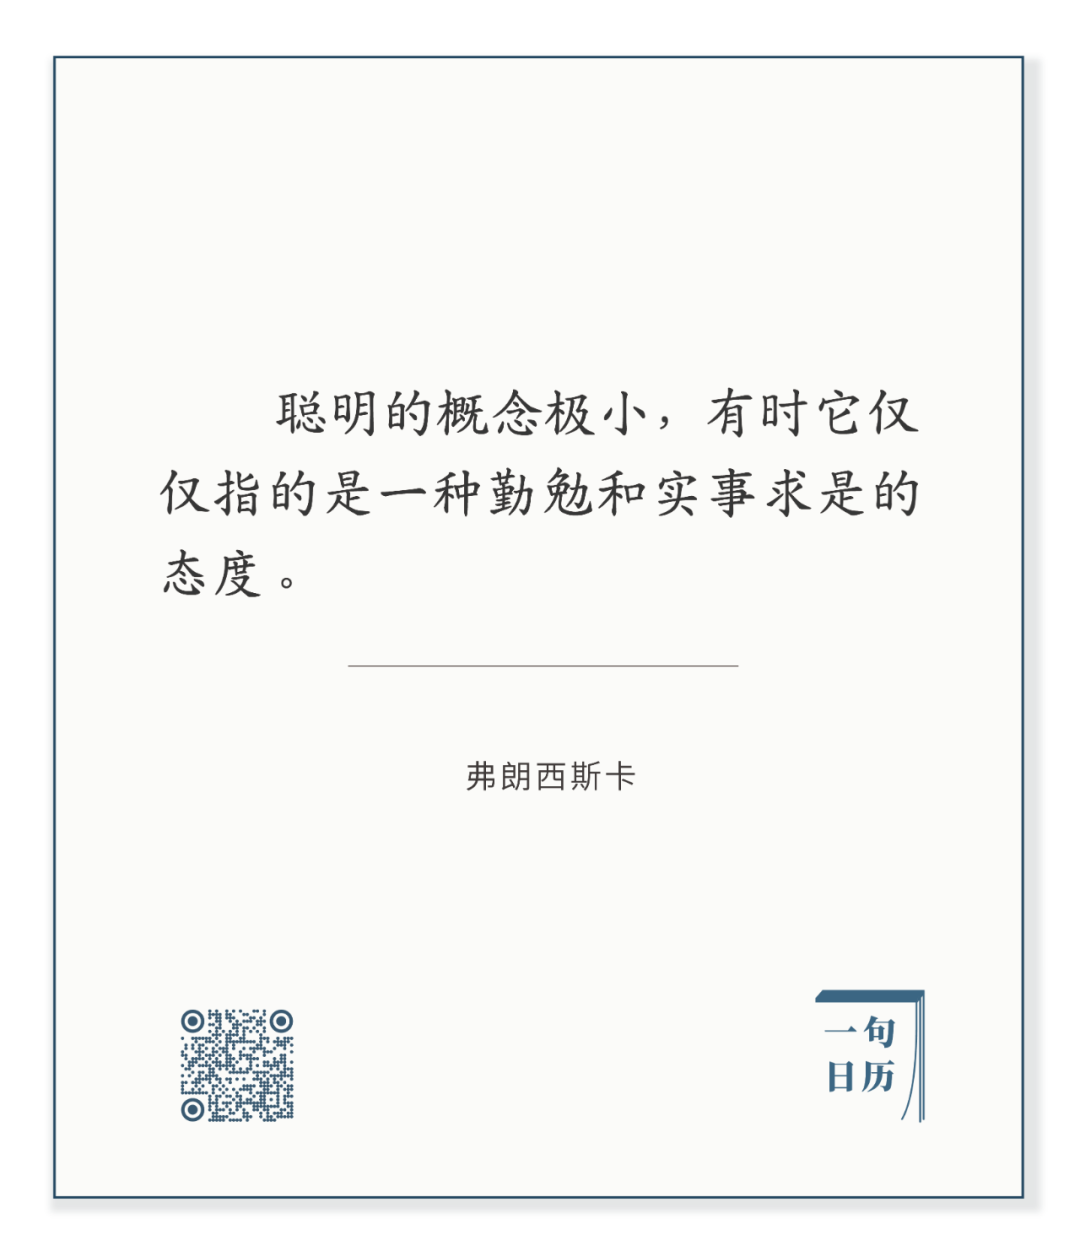 聪明的概念极小，有时它仅
仅指的是一种勤勉和实事求是的
态度。
弗朗西斯卡
一句
日历